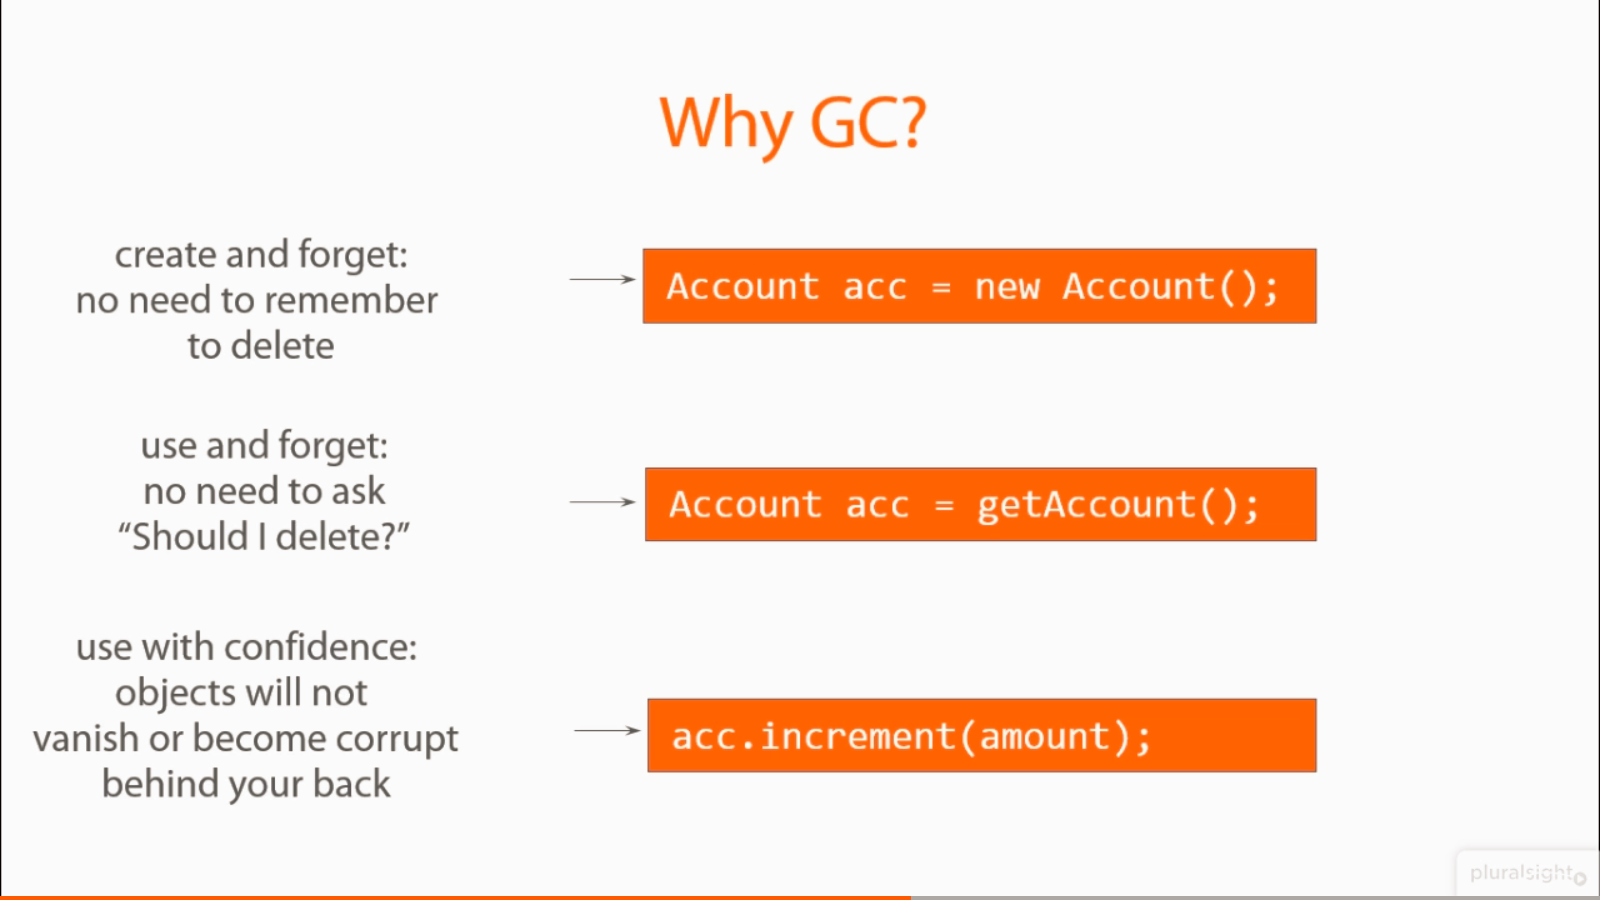 Why GC?
create and forget:
no need to remember
to delete
Account acc = new Account();
use and forget:
no need to ask
“Should I delete?”
Account acc = getAccount();
use with confidence:
objects will not
vanish or become corrupt
behind your back
acc.increment(amount);
pluralsight